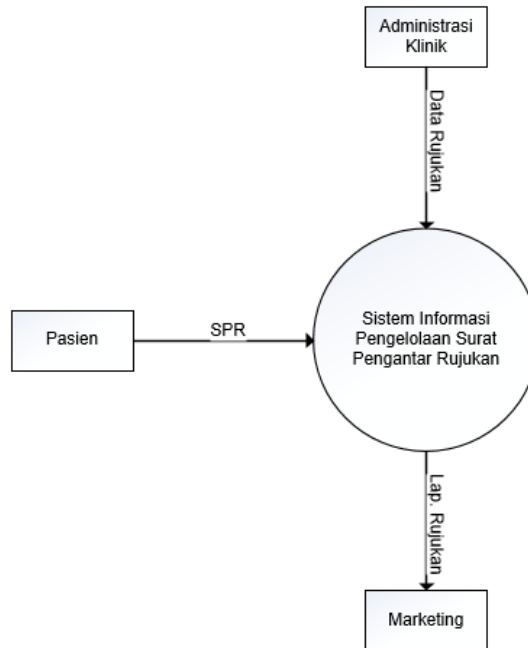 Administrasi
Klinik
Data Rujukan
Pasien
SPR
Sistem Informasi
Pengelolaan Surat
Pengantar Rujukan
Lap. Rujukan
Marketing